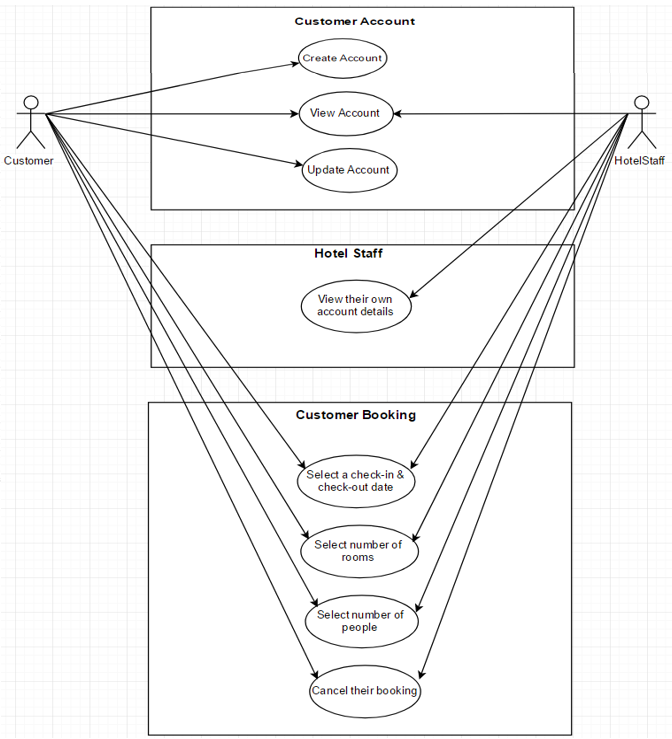 Customer Account
Create Account
View Account
Update Account
Customer
HotelStaff
Hotel Staff
View their own
account details
Customer Booking
Select a check-in &
check-out date
Select number of
rooms
Select number of
people
Cancel their booking